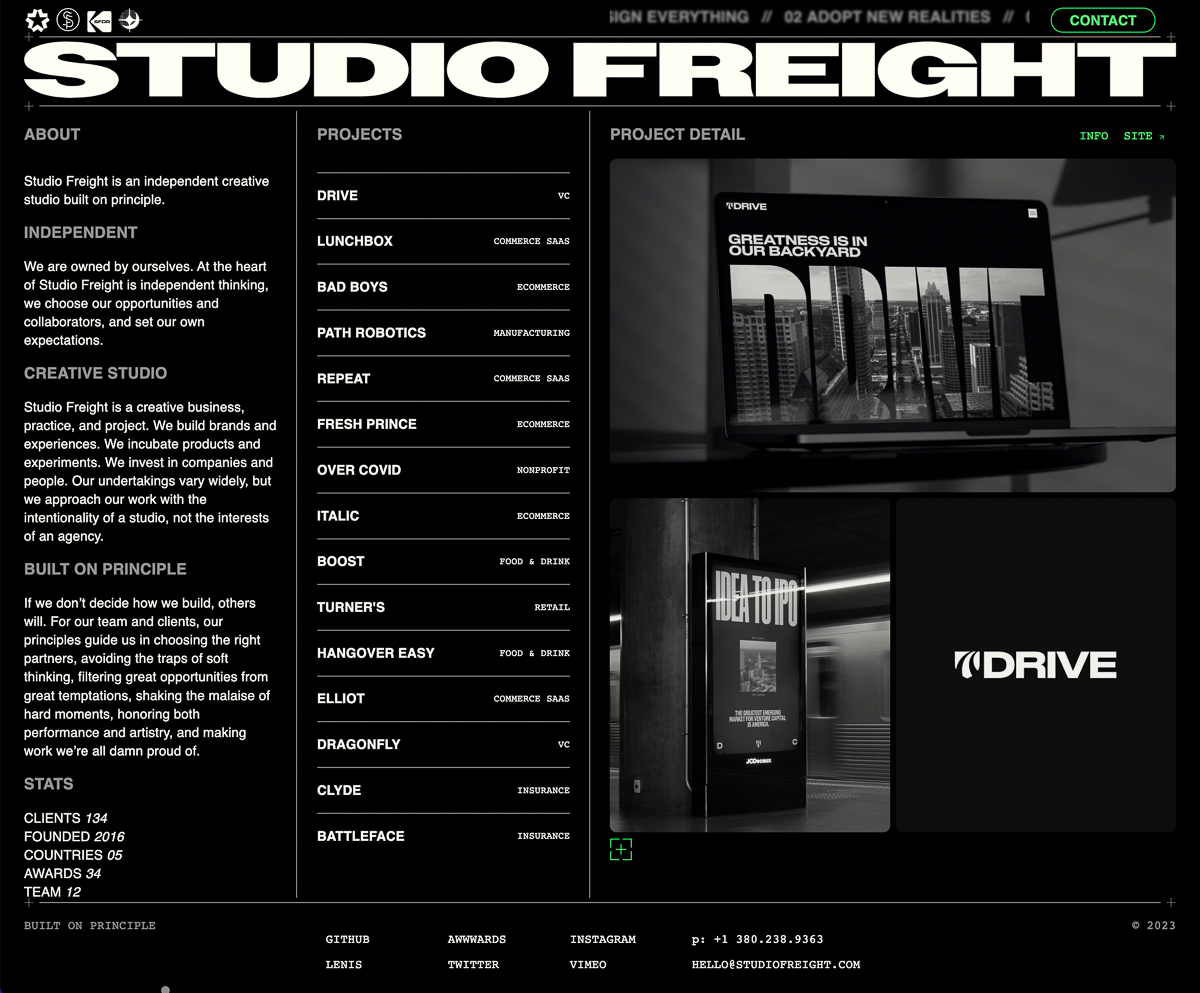 SIGN EVERYTHING // 02 ADOPT NEW REALITIES // (
CONTACT
STUDIO FREIGHT
ABOUT
Studio Freight is an independent creative
studio built on principle.
INDEPENDENT
We are owned by ourselves. At the heart
of Studio Freight is independent thinking,
we choose our opportunities and
collaborators, and set our own
expectations.
CREATIVE STUDIO
Studio Freight is a creative business,
practice, and project. We build brands and
experiences. We incubate products and
experiments. We invest in companies and
people. Our undertakings vary widely, but
we approach our work with the
intentionality of a studio, not the interests
of an agency.
BUILT ON PRINCIPLE
If we don’t decide how we build, others
will. For our team and clients, our
principles guide us in choosing the right
partners, avoiding the traps of soft
thinking, filtering great opportunities from
great temptations, shaking the malaise of
hard moments, honoring both
performance and artistry, and making
work we’re all damn proud of.
STATS
CLIENTS 134
FOUNDED 2016
COUNTRIES 05
AWARDS 34
TEAM 12
PROJECTS
DRIVE VC
LUNCHBOX COMMERCE SAAS
BAD BOYS ECOMMERCE
PATH ROBOTICS MANUFACTURING
REPEAT COMMERCE SAAS
FRESH PRINCE ECOMMERCE
OVER COVID NONPROFIT
ITALIC ECOMMERCE
BOOST FOOD & DRINK
TURNER'S RETAIL
HANGOVER EASY FOOD & DRINK
ELLIOT COMMERCE SAAS
DRAGONFLY VC
CLYDE INSURANCE
BATTLEFACE INSURANCE
PROJECT DETAIL
INFO SITE ↗
DRIVE
GREATNESS IS IN
OUR BACKYARD
DRIVE
IDEA TO IPO
THE GREATEST EMERGING
MARKET FOR VENTURE CAPITAL
IS AMERICA.
D C
JCDecaux
DRIVE
BUILT ON PRINCIPLE
GITHUB AWWWARDS INSTAGRAM p: +1 380.238.9363
LENIS TWITTER VIMEO HELLO@STUDIOFREIGHT.COM
© 2023